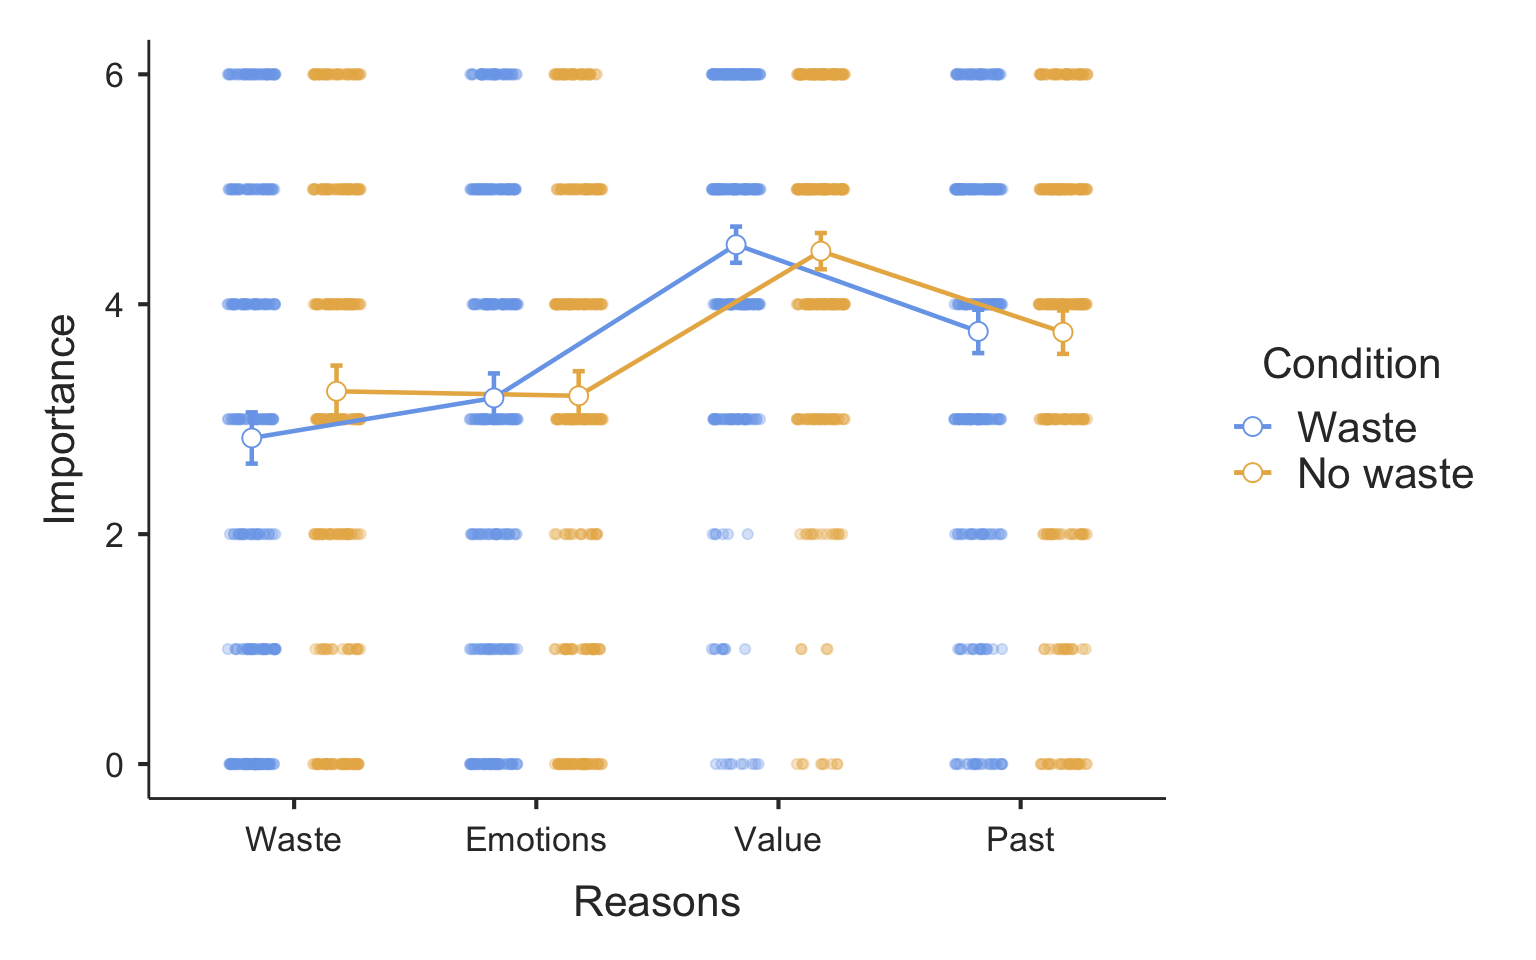 6
4
2
0
Importance
Waste Emotions Value Past
Reasons
Condition
Waste
No waste